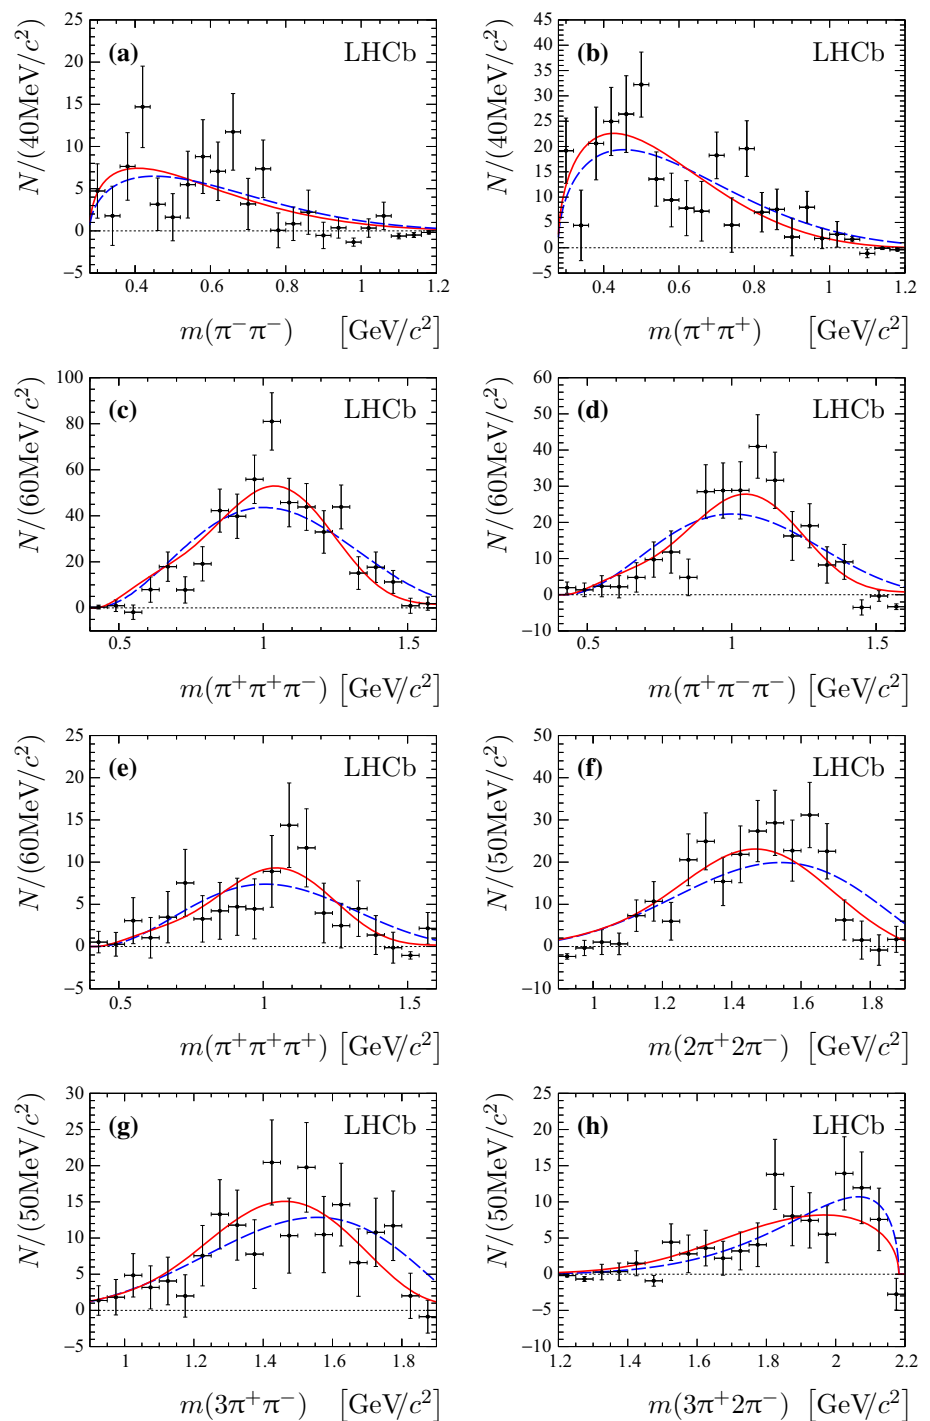 (a) LHCb
N/(40MeV/c²)
25
20
15
10
5
0
−5
0.4 0.6 0.8 1 1.2
m(π⁻π⁻) [GeV/c²]
(b) LHCb
N/(40MeV/c²)
45
40
35
30
25
20
15
10
5
0
−5
0.4 0.6 0.8 1 1.2
m(π⁺π⁺) [GeV/c²]
(c) LHCb
N/(60MeV/c²)
100
80
60
40
20
0
0.5 1 1.5
m(π⁺π⁺π⁻) [GeV/c²]
(d) LHCb
N/(60MeV/c²)
60
50
40
30
20
10
0
−10
0.5 1 1.5
m(π⁺π⁻π⁻) [GeV/c²]
(e) LHCb
N/(60MeV/c²)
25
20
15
10
5
0
−5
0.5 1 1.5
m(π⁺π⁺π⁺) [GeV/c²]
(f) LHCb
N/(50MeV/c²)
50
40
30
20
10
0
−10
1 1.2 1.4 1.6 1.8
m(2π⁺2π⁻) [GeV/c²]
(g) LHCb
N/(50MeV/c²)
30
25
20
15
10
5
0
−5
1 1.2 1.4 1.6 1.8
m(3π⁺π⁻) [GeV/c²]
(h) LHCb
N/(50MeV/c²)
25
20
15
10
5
0
−5
−10
1.2 1.4 1.6 1.8 2 2.2
m(3π⁺2π⁻) [GeV/c²]